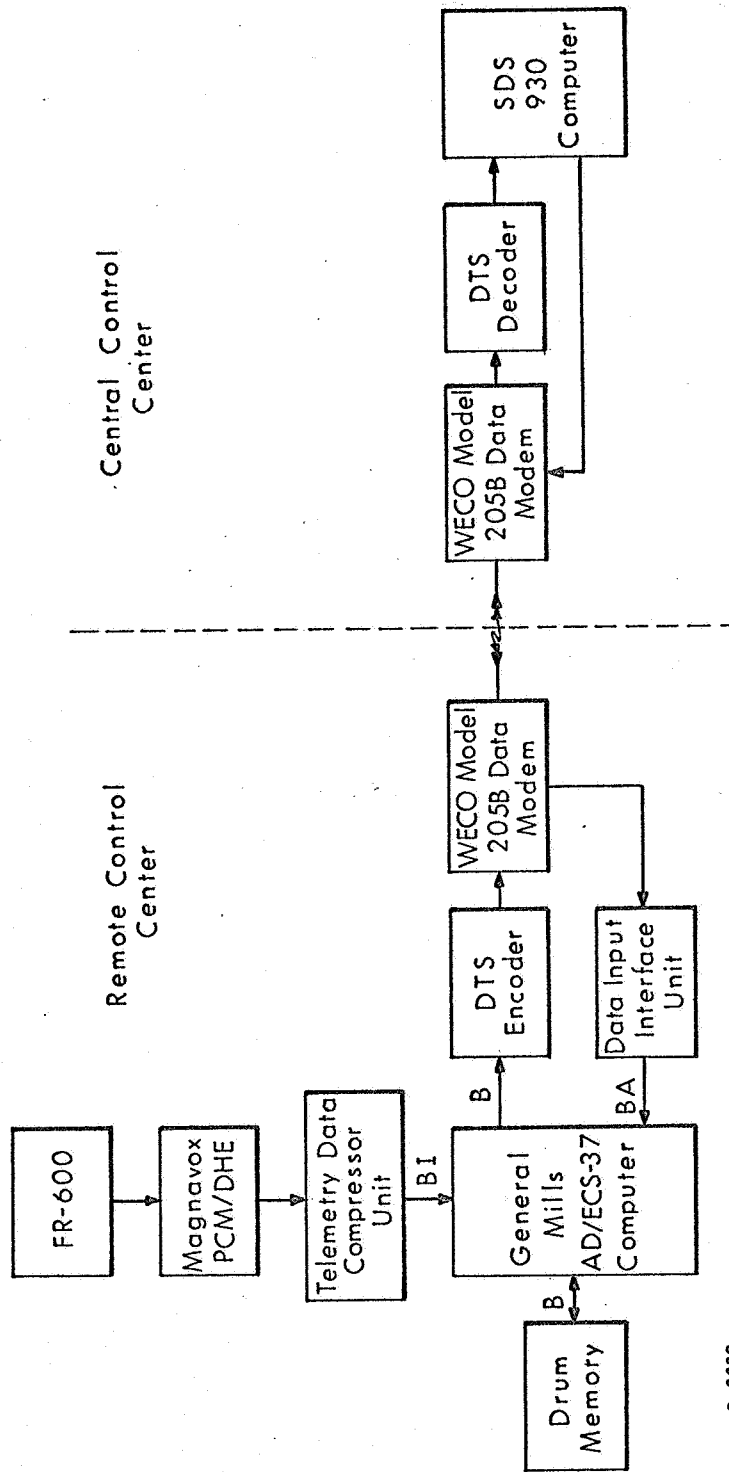 Remote Control
Center
Central Control
Center
FR-600
Magnavox
PCM/DHE
Telemetry Data
Compressor
Unit
BI
Drum
Memory
B
General
Mills
AD/ECS-37
Computer
B
DTS
Encoder
WECO Model
205B Data
Modem
Data Input
Interface
Unit
BA
WECO Model
205B Data
Modem
DTS
Decoder
SDS
930
Computer